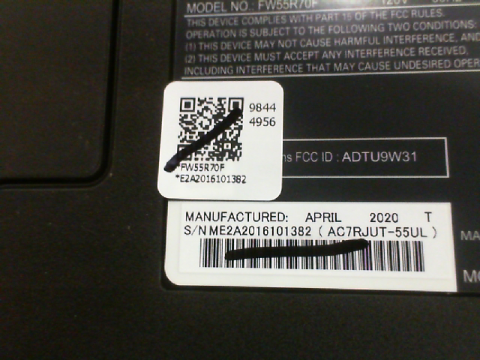 MODEL NO.: FW55R70F 120V
THIS DEVICE COMPLIES WITH PART 15 OF THE FCC RULES.
OPERATION IS SUBJECT TO THE FOLLOWING TWO CONDITIONS:
(1) THIS DEVICE MAY NOT CAUSE HARMFUL INTERFERENCE, AND
(2) THIS DEVICE MUST ACCEPT ANY INTERFERENCE RECEIVED,
INCLUDING INTERFERENCE THAT MAY CAUSE UNDESIRED OPER
9844
4956
FW55R70F
*E2A2016101382
ns FCC ID : ADTU9W31
MANUFACTURED: APRIL 2020 T
S/N ME2A2016101382 ( AC7RJUT-55UL )
MA
MO